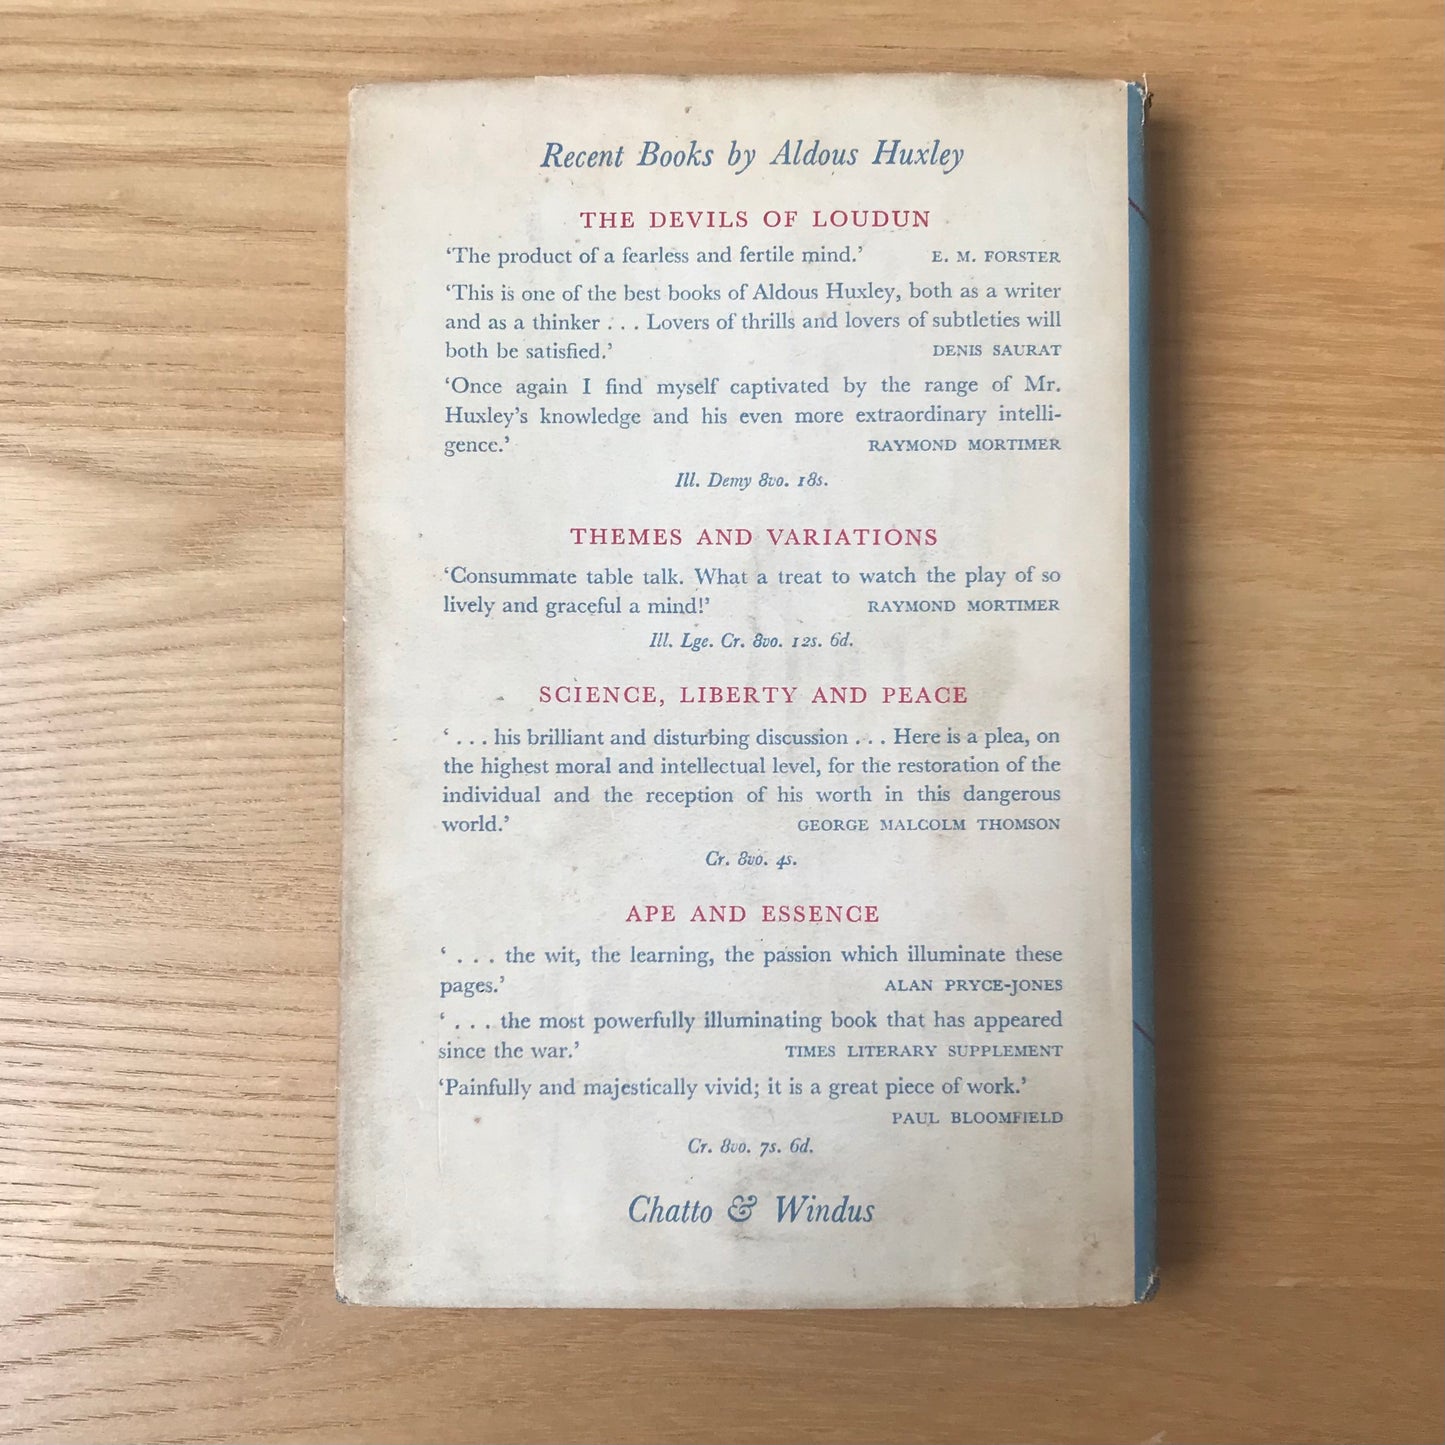 Recent Books by Aldous Huxley
THE DEVILS OF LOUDUN
‘The product of a fearless and fertile mind.’ E. M. FORSTER
‘This is one of the best books of Aldous Huxley, both as a writer
and as a thinker . . . Lovers of thrills and lovers of subtleties will
both be satisfied.’ DENIS SAURAT
‘Once again I find myself captivated by the range of Mr.
Huxley’s knowledge and his even more extraordinary intelli-
gence.’ RAYMOND MORTIMER
Ill. Demy 8vo. 18s.
THEMES AND VARIATIONS
‘Consummate table talk. What a treat to watch the play of so
lively and graceful a mind!’ RAYMOND MORTIMER
Ill. Lge. Cr. 8vo. 12s. 6d.
SCIENCE, LIBERTY AND PEACE
‘ . . . his brilliant and disturbing discussion . . . Here is a plea, on
the highest moral and intellectual level, for the restoration of the
individual and the reception of his worth in this dangerous
world.’ GEORGE MALCOLM THOMSON
Cr. 8vo. 4s.
APE AND ESSENCE
‘ . . . the wit, the learning, the passion which illuminate these
pages.’ ALAN PRYCE-JONES
‘ . . . the most powerfully illuminating book that has appeared
since the war.’ TIMES LITERARY SUPPLEMENT
‘Painfully and majestically vivid; it is a great piece of work.’
PAUL BLOOMFIELD
Cr. 8vo. 7s. 6d.
Chatto & Windus